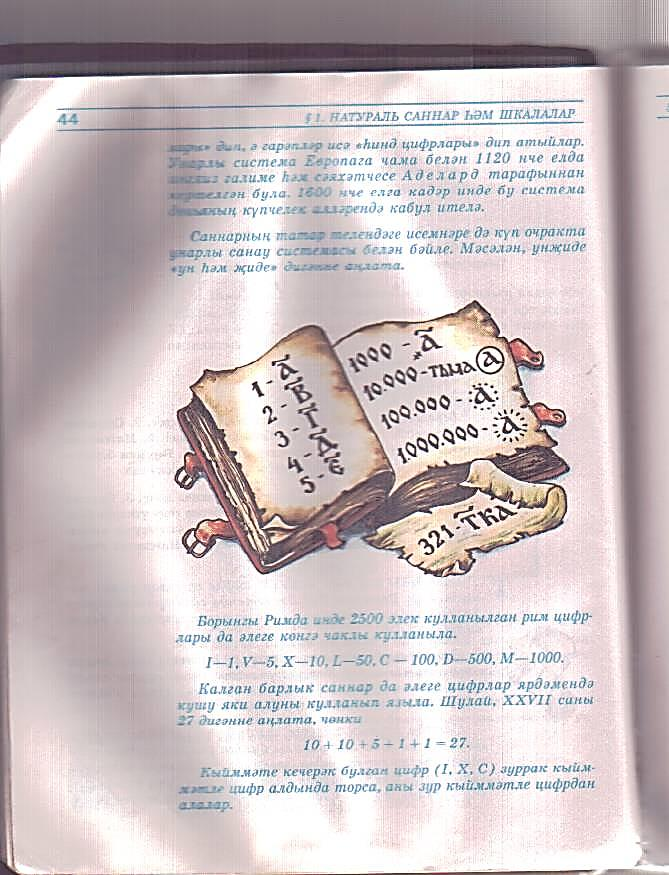 44
§ 1. НАТУРАЛЬ САННАР ҺӘМ ШКАЛАЛАР
дип, ә гарәпләр исә «һинд цифрлары» дип атыйлар.
Унарлы система Европага чама белән 1120 нче елда
инглиз галиме һәм сәяхәтчесе Аделард тарафыннан
кертелгән була. 1600 нче елга кадәр инде бу система
дөньяның күпчелек илләрендә кабул ителә.
Саннарның татар телендәге исемнәре дә күп очракта
унарлы санау системасы белән бәйле. Мәсәлән, унҗиде
«ун һәм җиде» дигәнне аңлата.
1 - А҃
2 - В҃
3 - Г҃
4 - Д҃
5 - Є҃
1000 - ҂А҃
10.000 - тьма А
100.000 - А
1.000.000 - А
321 - Т҃КА
Борынгы Римда инде 2500 элек кулланылган рим цифр-
лары да әлеге көнгә чаклы кулланыла.
I—1, V—5, X—10, L—50, C — 100, D—500, M—1000.
Калган барлык саннар да әлеге цифрлар ярдәмендә
кушу яки алуны кулланып языла. Шулай, XXVII саны
27 дигәнне аңлата, чөнки
10 + 10 + 5 + 1 + 1 = 27.
Кыйммәте кечерәк булган цифр (I, X, C) зуррак кыйм-
мәтле цифр алдында торса, аны зур кыйммәтле цифрдан
алалар.